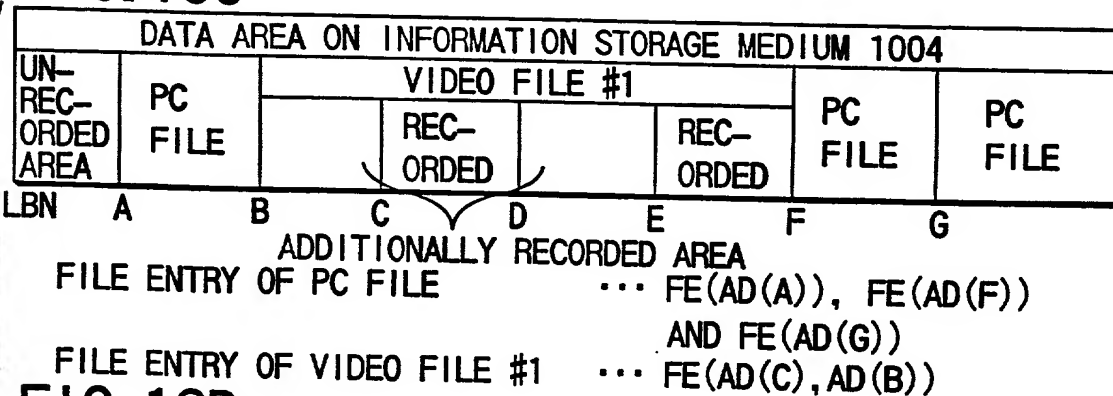 DATA AREA ON INFORMATION STORAGE MEDIUM 1004
UN-
REC-
ORDED
AREA
PC
FILE
VIDEO FILE #1
REC-
ORDED
REC-
ORDED
PC
FILE
PC
FILE
LBN A B C D E F G
ADDITIONALLY RECORDED AREA
FILE ENTRY OF PC FILE ··· FE(AD(A)), FE(AD(F))
AND FE(AD(G))
FILE ENTRY OF VIDEO FILE #1 ··· FE(AD(C),AD(B))